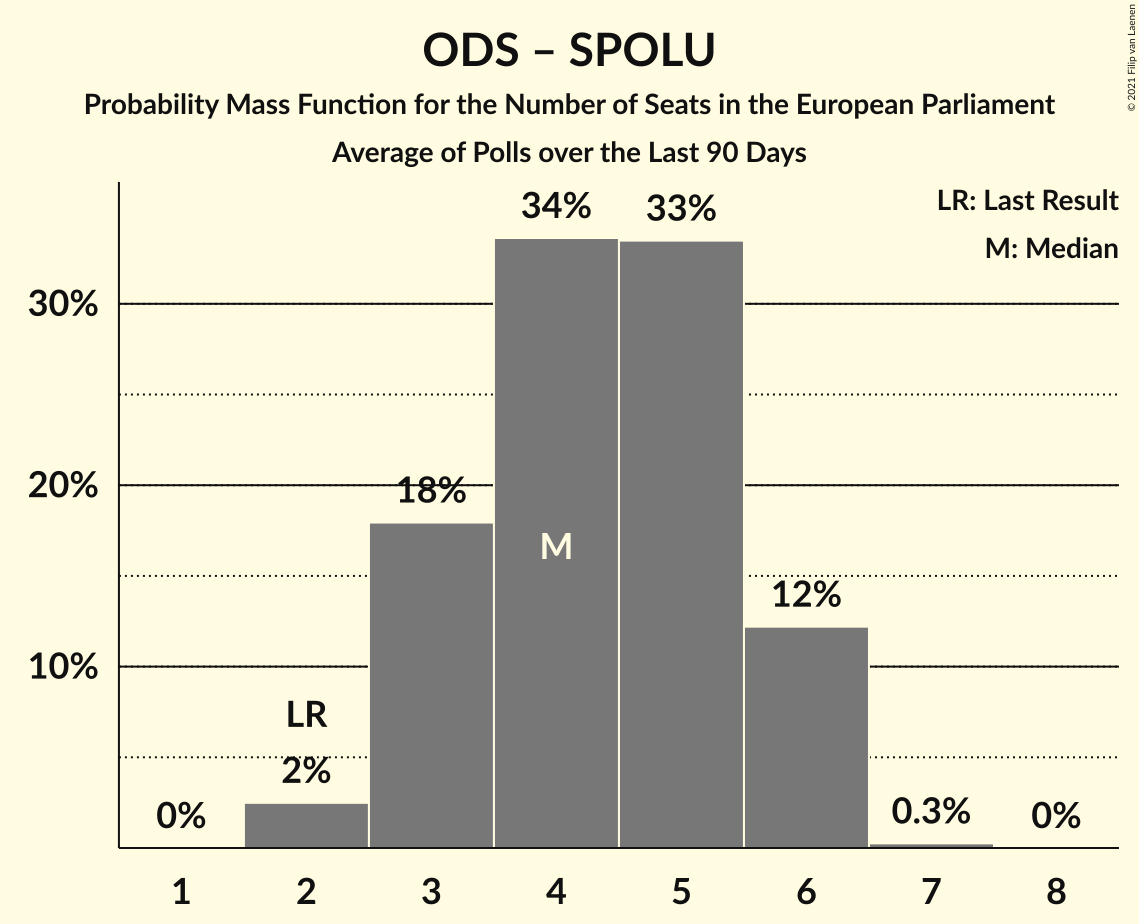 ODS – SPOLU
Probability Mass Function for the Number of Seats in the European Parliament
Average of Polls over the Last 90 Days
© 2021 Filip van Laenen
LR: Last Result
M: Median
34%
33%
30%
20%
18%
M
12%
10%
LR
2%
0%
0.3%
0%
1 2 3 4 5 6 7 8